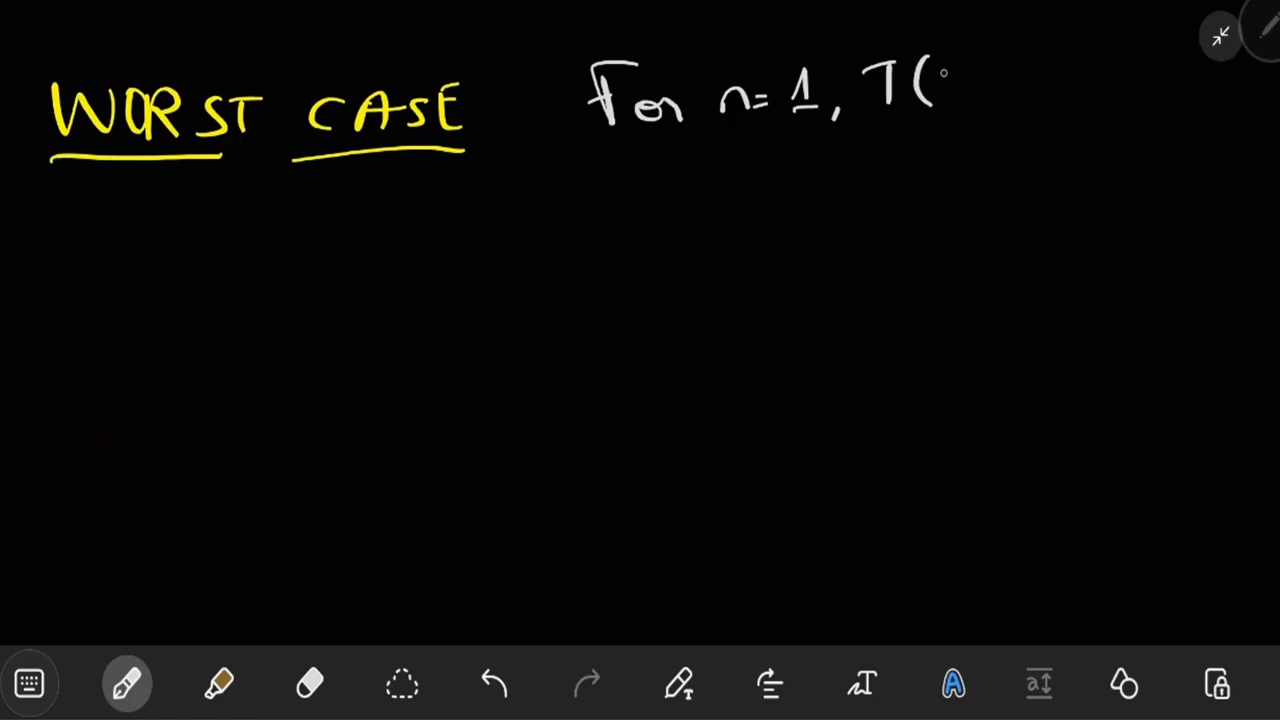 WORST CASE For n = 1, T(